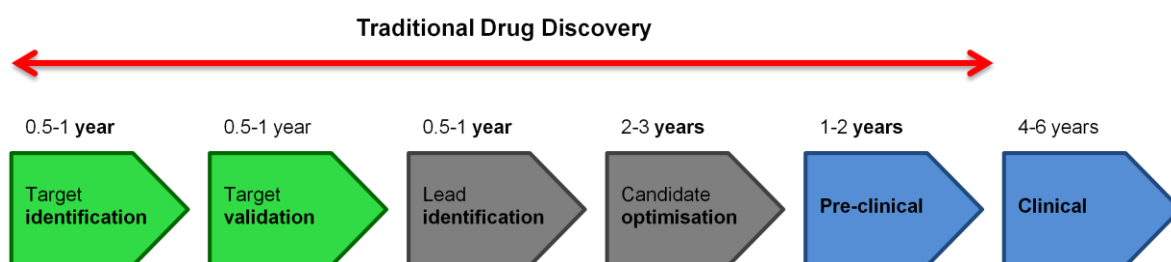 Traditional Drug Discovery
0.5-1 year
0.5-1 year
0.5-1 year
2-3 years
1-2 years
4-6 years
Target
identification
Target
validation
Lead
identification
Candidate
optimisation
Pre-clinical
Clinical